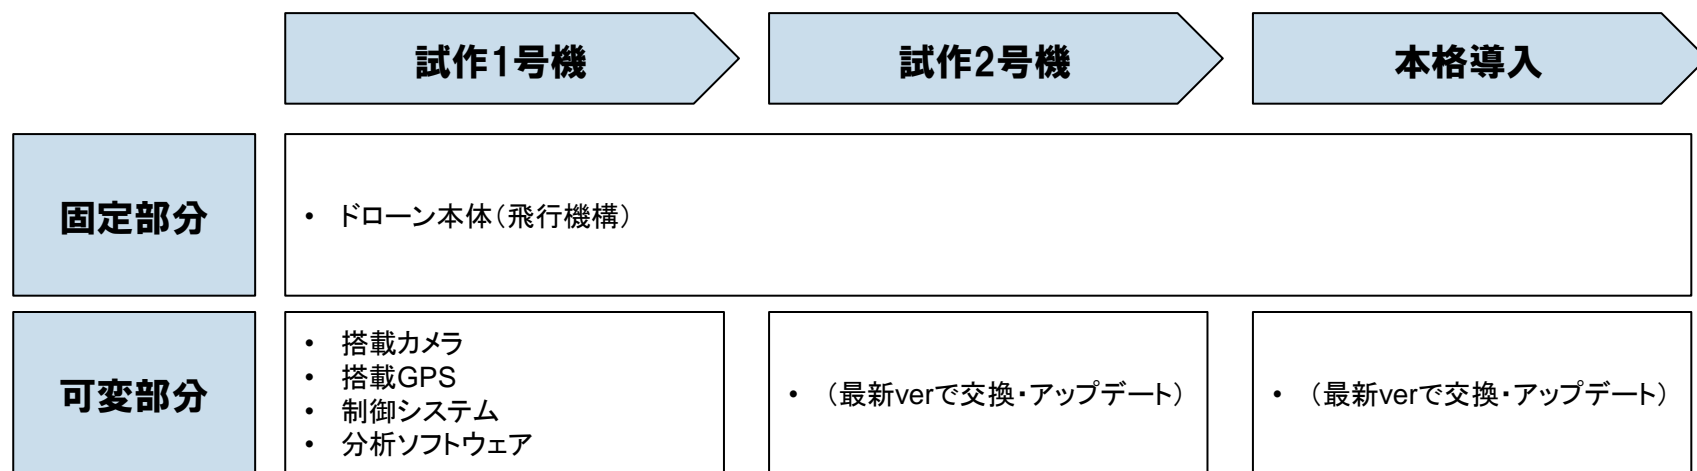 試作1号機
試作2号機
本格導入
固定部分
• ドローン本体（飛行機構）
可変部分
• 搭載カメラ
• 搭載GPS
• 制御システム
• 分析ソフトウェア
• （最新verで交換・アップデート）
• （最新verで交換・アップデート）